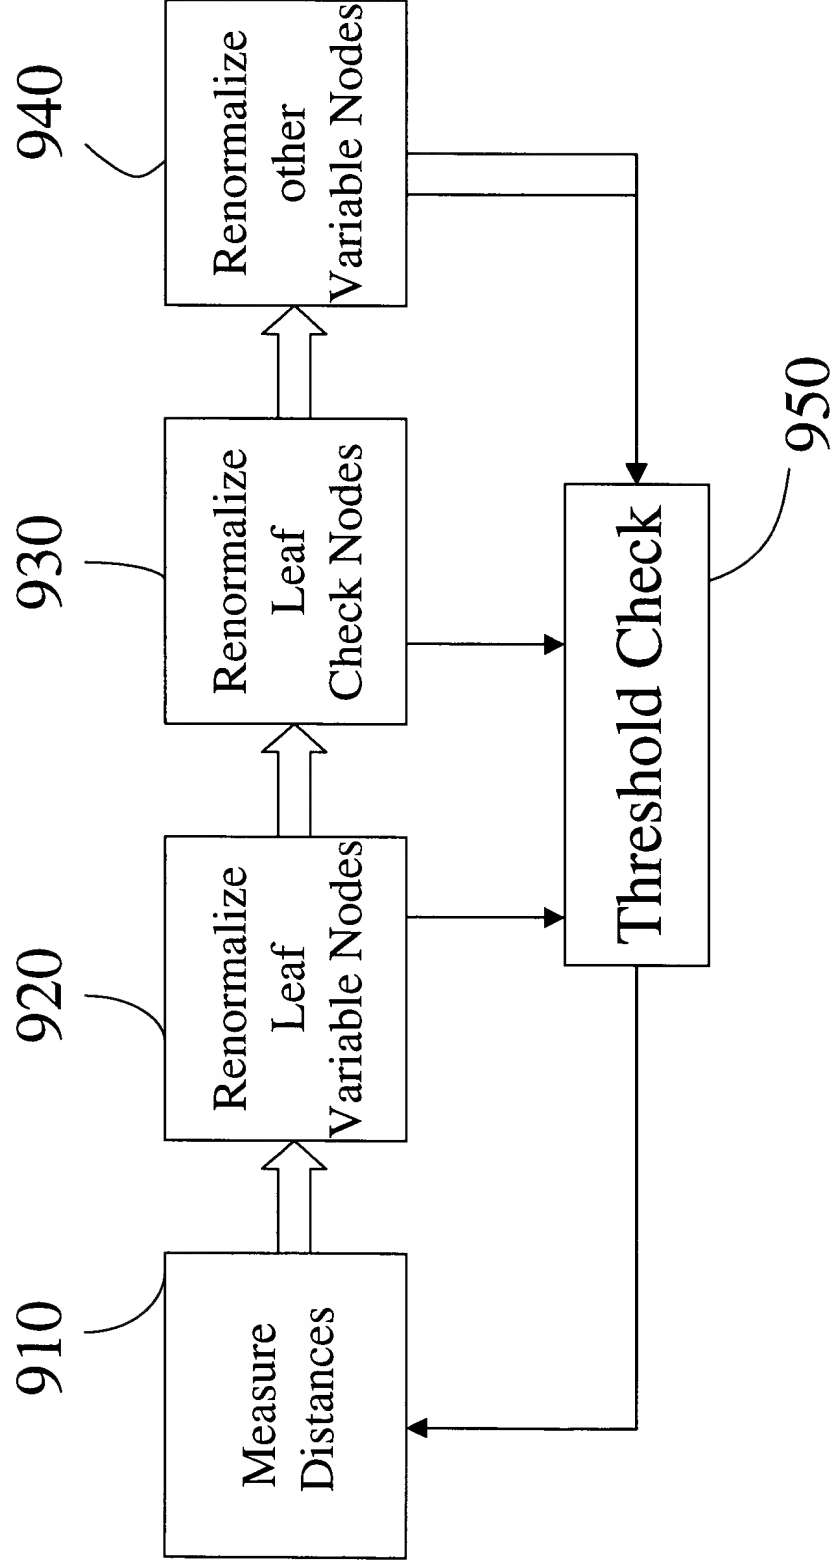 910
Measure
Distances
920
Renormalize
Leaf
Variable Nodes
930
Renormalize
Leaf
Check Nodes
940
Renormalize
other
Variable Nodes
Threshold Check
950